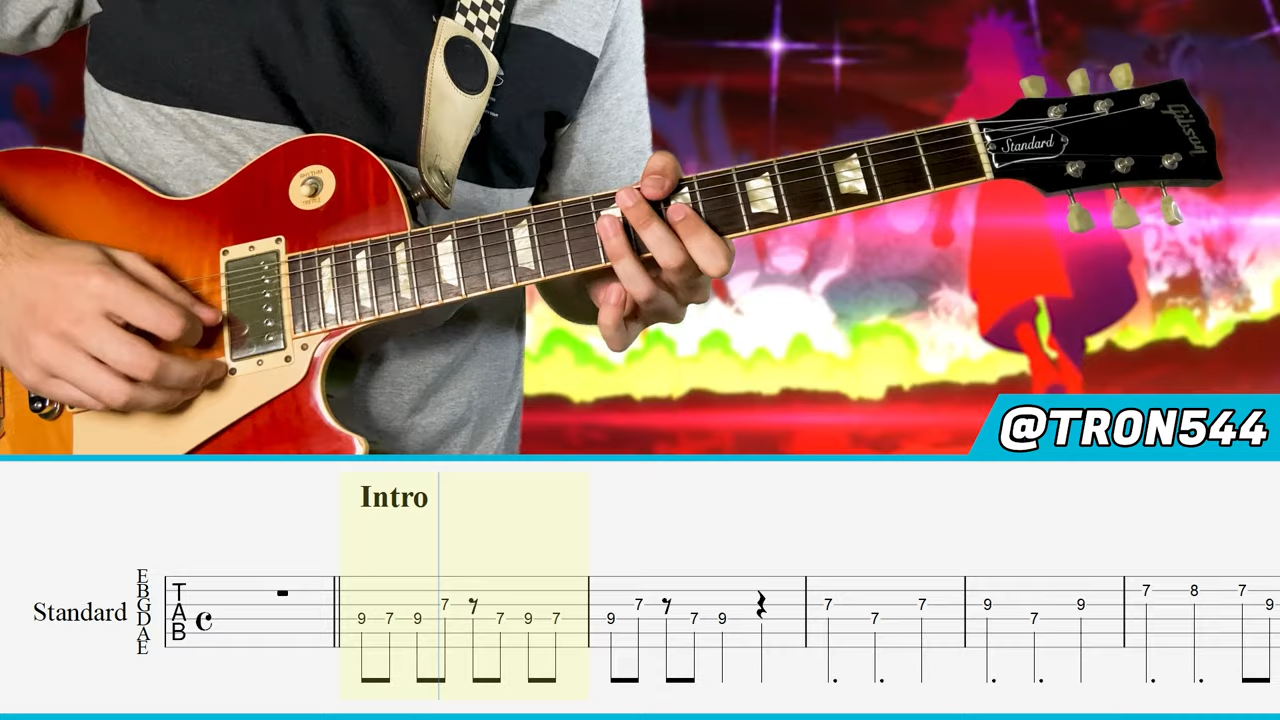 RHYTHM
Standard
Gibson
@TRON544
Intro
Standard
E
B
G
D
A
E
T
A
B
9 7 9 7 7 9 7
9 7 7 9
7 7 7
9 7 9
7 8 7 9